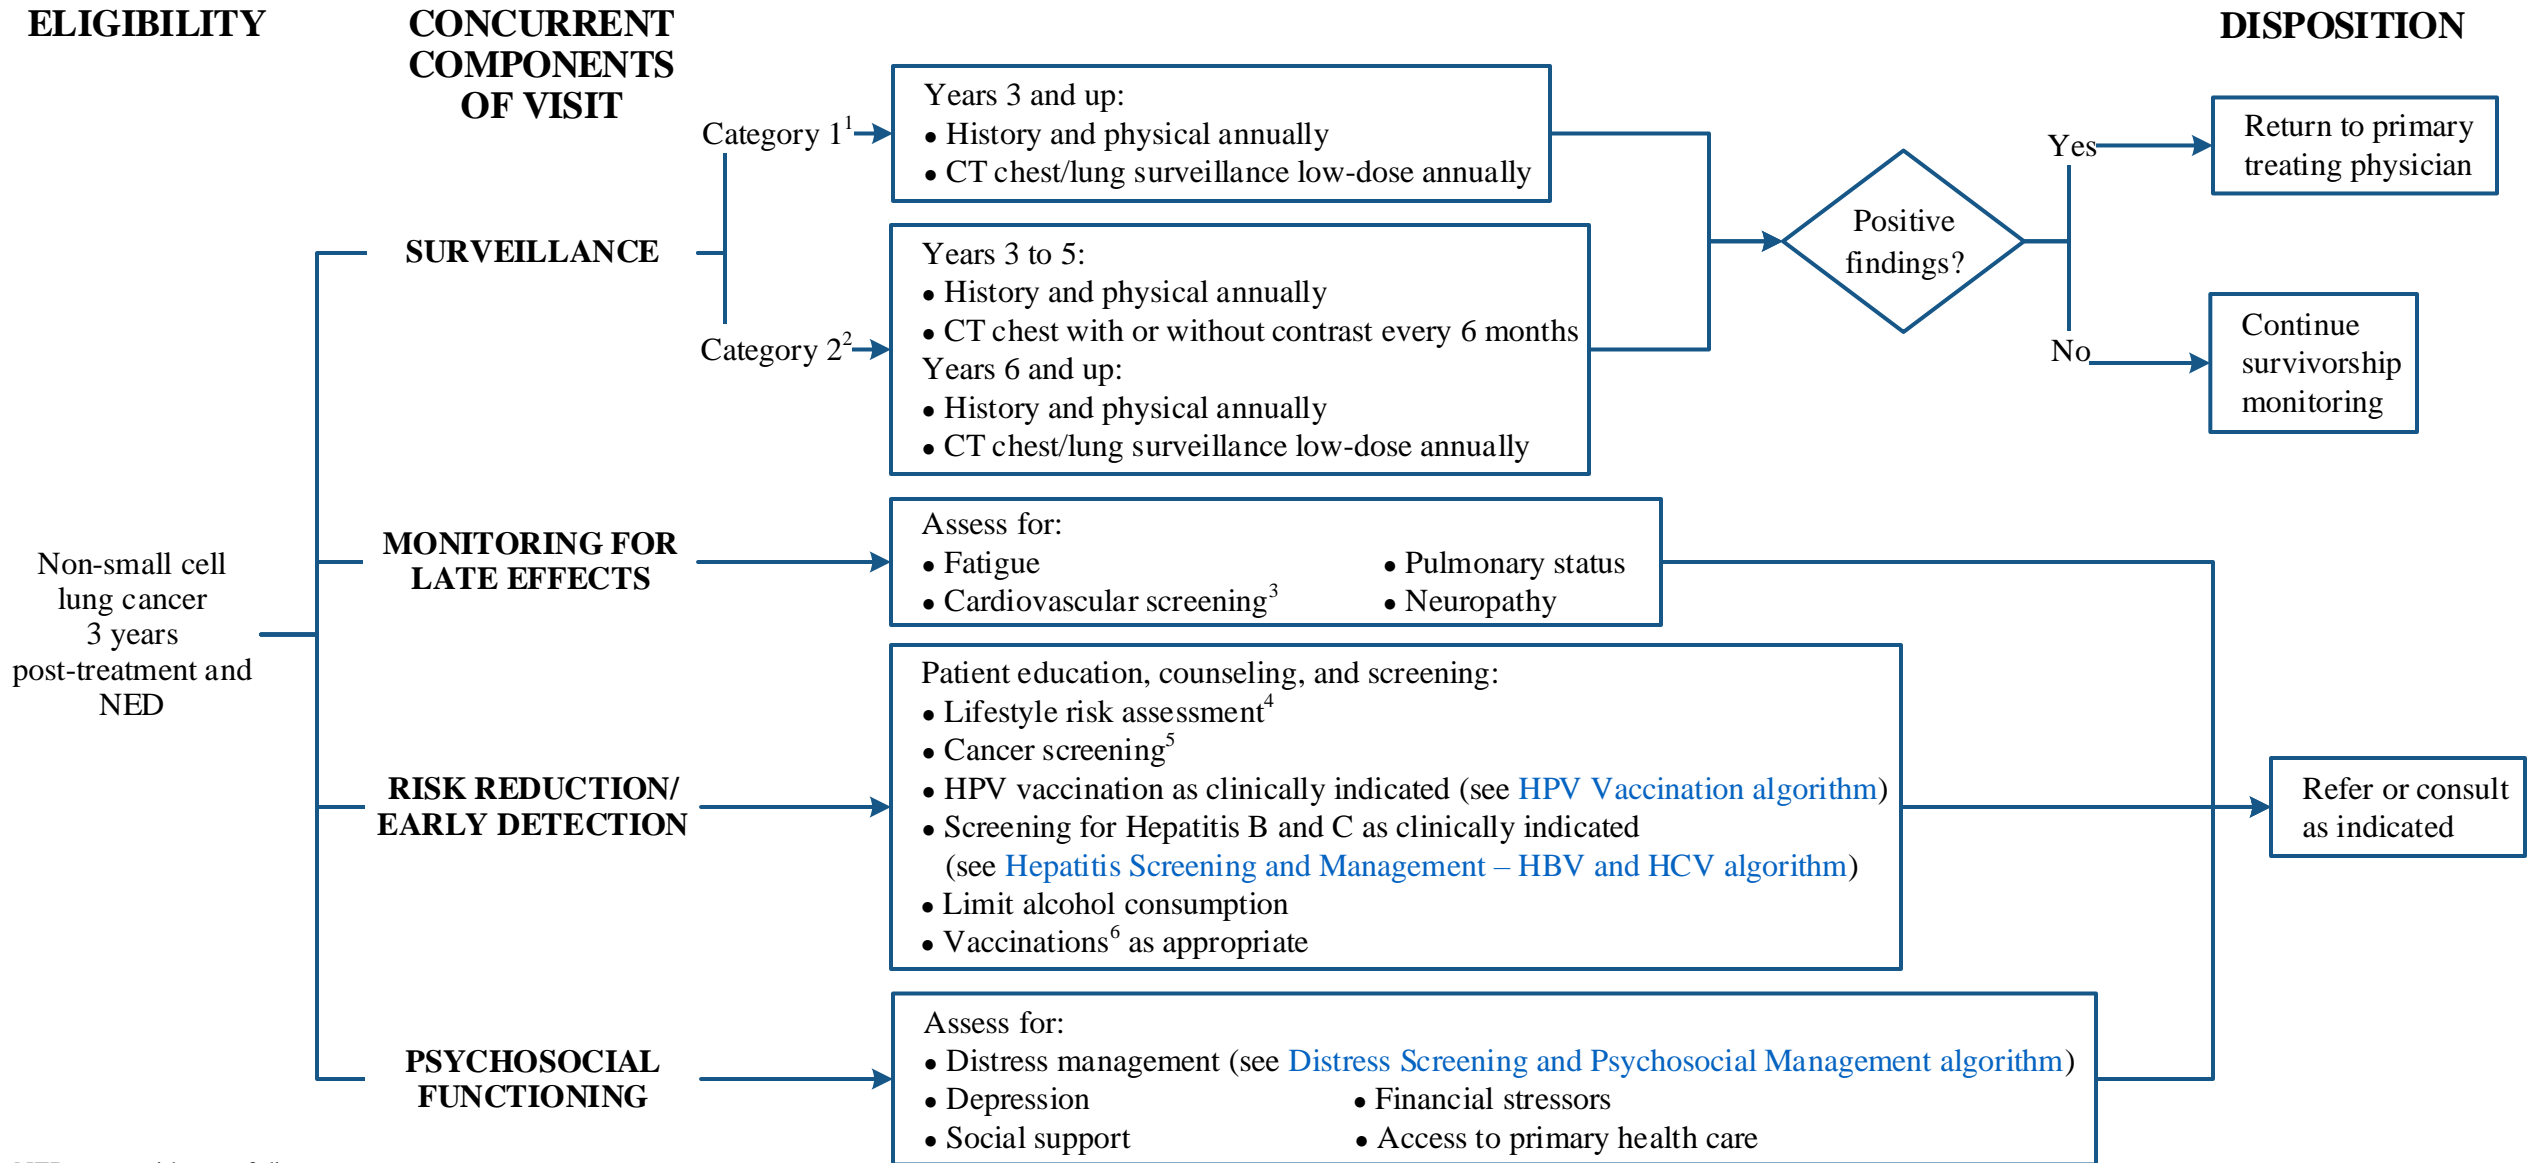 ELIGIBILITY
CONCURRENT
COMPONENTS
OF VISIT
DISPOSITION
Non-small cell
lung cancer
3 years
post-treatment and
NED
SURVEILLANCE
Category 1¹
Years 3 and up:
● History and physical annually
● CT chest/lung surveillance low-dose annually
Category 2²
Years 3 to 5:
● History and physical annually
● CT chest with or without contrast every 6 months
Years 6 and up:
● History and physical annually
● CT chest/lung surveillance low-dose annually
Positive
findings?
Yes
Return to primary
treating physician
No
Continue
survivorship
monitoring
MONITORING FOR
LATE EFFECTS
Assess for:
● Fatigue
● Cardiovascular screening³
● Pulmonary status
● Neuropathy
RISK REDUCTION/
EARLY DETECTION
Patient education, counseling, and screening:
● Lifestyle risk assessment⁴
● Cancer screening⁵
● HPV vaccination as clinically indicated (see HPV Vaccination algorithm)
● Screening for Hepatitis B and C as clinically indicated
(see Hepatitis Screening and Management – HBV and HCV algorithm)
● Limit alcohol consumption
● Vaccinations⁶ as appropriate
Refer or consult
as indicated
PSYCHOSOCIAL
FUNCTIONING
Assess for:
● Distress management (see Distress Screening and Psychosocial Management algorithm)
● Depression
● Social support
● Financial stressors
● Access to primary health care